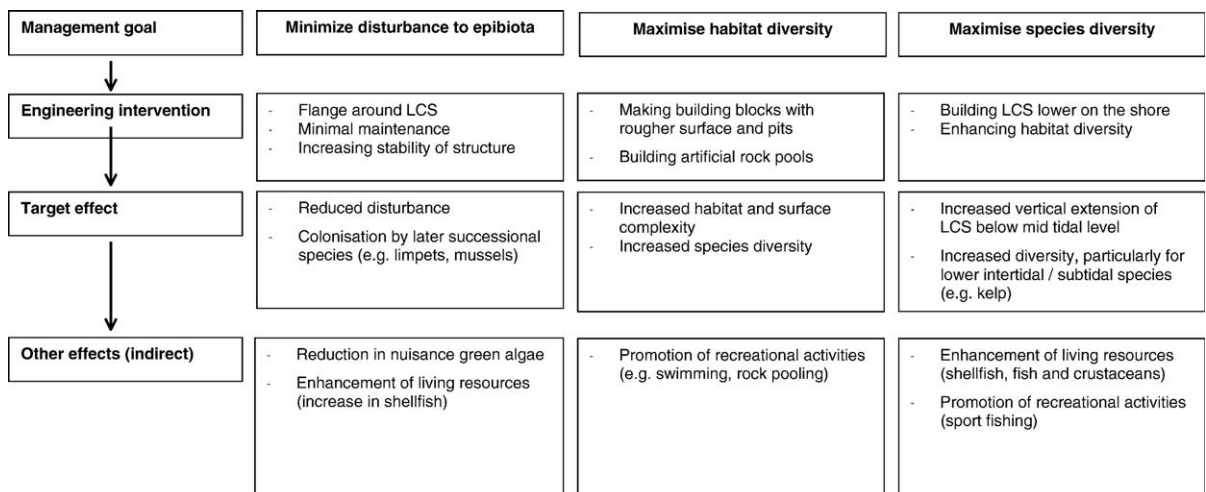 Management goal
Minimize disturbance to epibiota
Maximise habitat diversity
Maximise species diversity
Engineering intervention
- Flange around LCS
- Minimal maintenance
- Increasing stability of structure
- Making building blocks with
rougher surface and pits
- Building artificial rock pools
- Building LCS lower on the shore
- Enhancing habitat diversity
Target effect
- Reduced disturbance
- Colonisation by later successional
species (e.g. limpets, mussels)
- Increased habitat and surface
complexity
- Increased species diversity
- Increased vertical extension of
LCS below mid tidal level
- Increased diversity, particularly for
lower intertidal / subtidal species
(e.g. kelp)
Other effects (indirect)
- Reduction in nuisance green algae
- Enhancement of living resources
(increase in shellfish)
- Promotion of recreational activities
(e.g. swimming, rock pooling)
- Enhancement of living resources
(shellfish, fish and crustaceans)
- Promotion of recreational activities
(sport fishing)